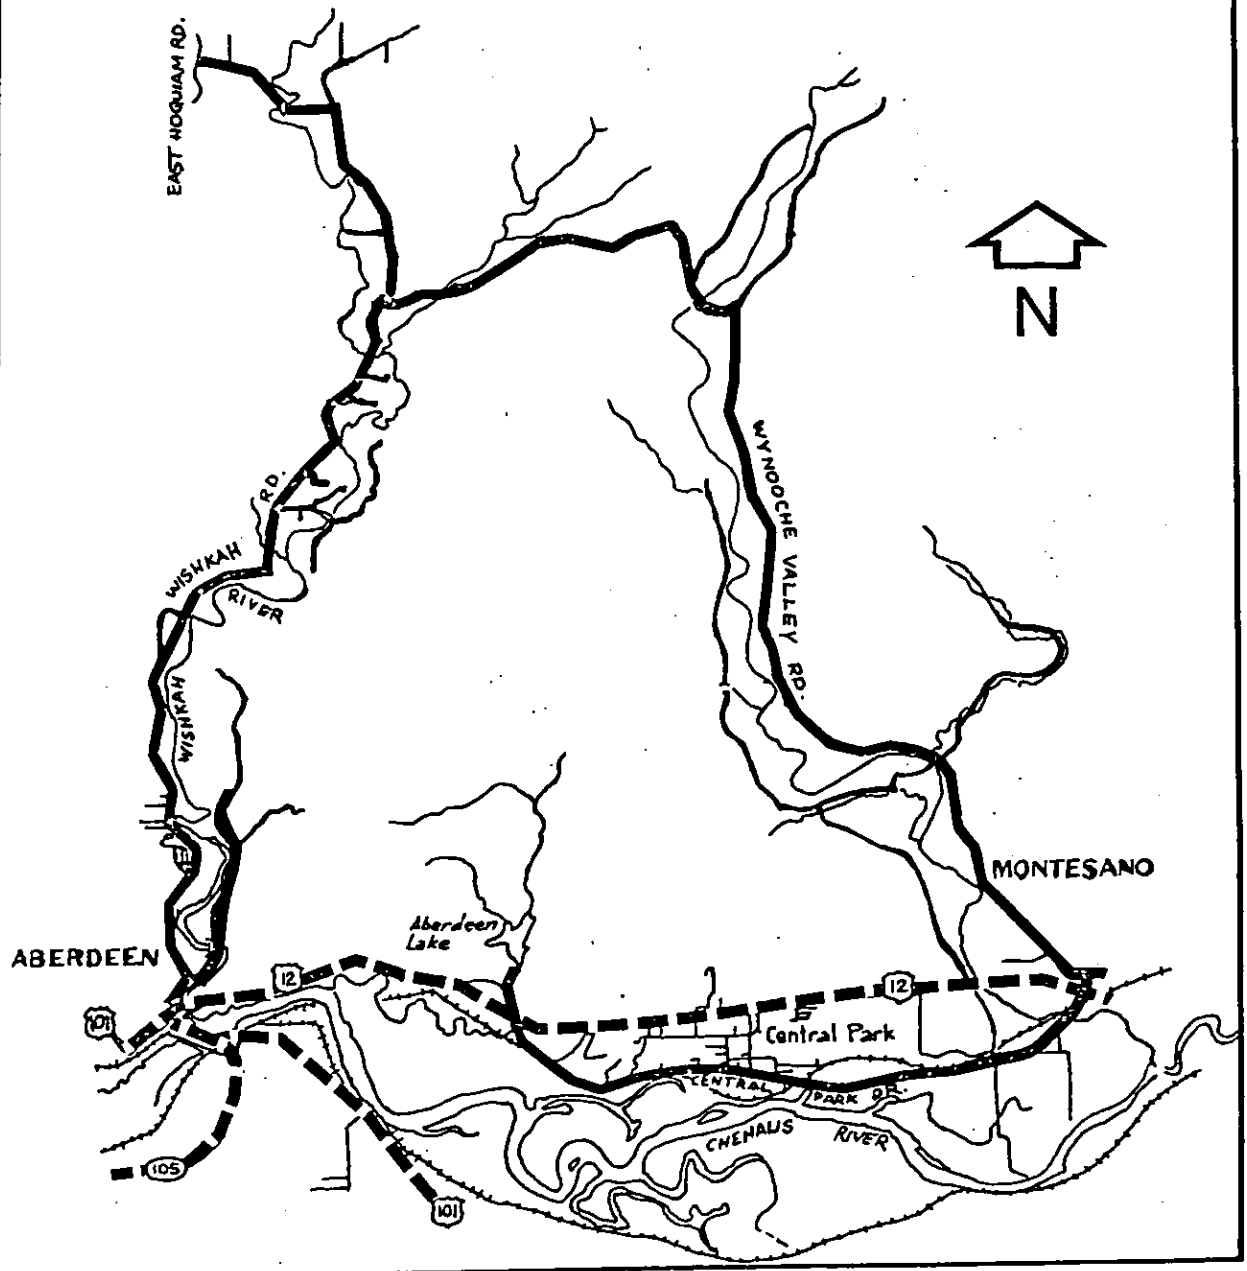 EAST HOQUIAM RD.
N
WYNOOCHE VALLEY RD.
WISHKAH RD.
WISHKAH RIVER
MONTESANO
Aberdeen
Lake
ABERDEEN
12
12
101
Central Park
CENTRAL PARK DR.
CHEHALIS RIVER
105
101